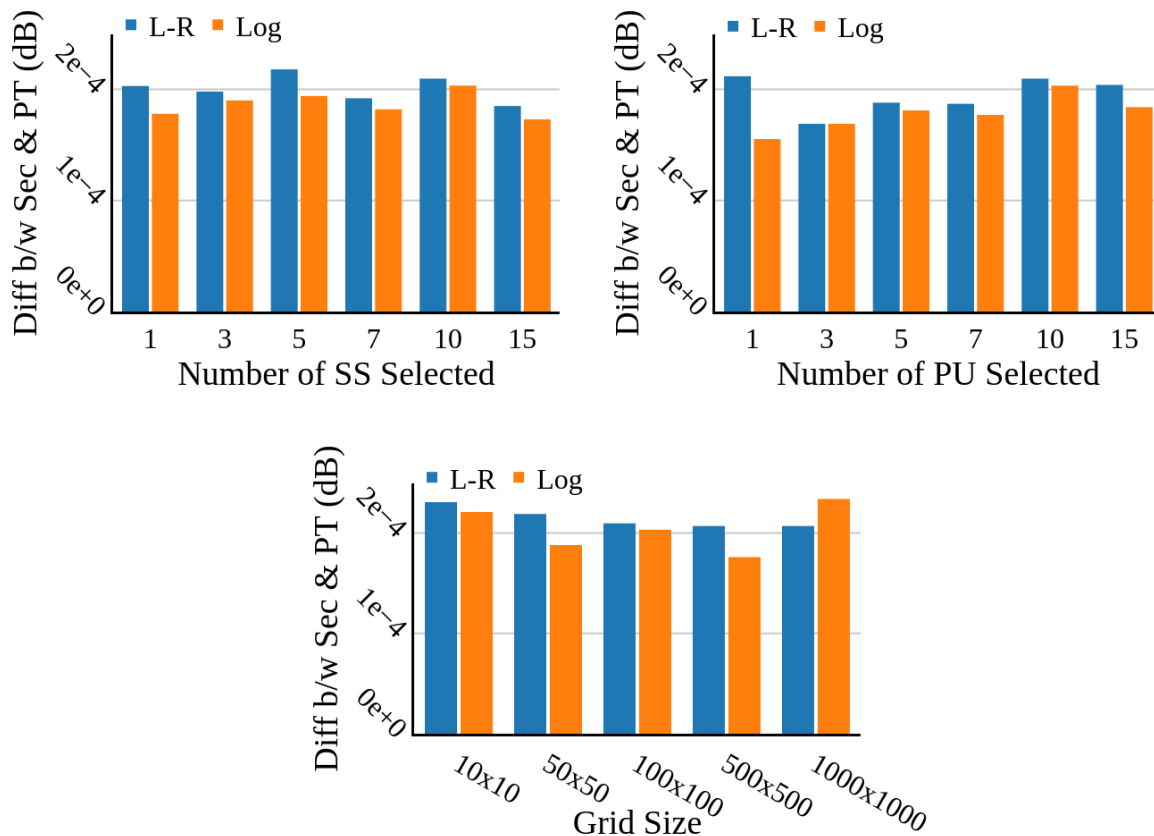 L-R Log
Diff b/w Sec & PT (dB)
2e−4
1e−4
0e+0
1 3 5 7 10 15
Number of SS Selected
L-R Log
Diff b/w Sec & PT (dB)
2e−4
1e−4
0e+0
1 3 5 7 10 15
Number of PU Selected
L-R Log
Diff b/w Sec & PT (dB)
2e−4
1e−4
0e+0
10x10 50x50 100x100 500x500 1000x1000
Grid Size